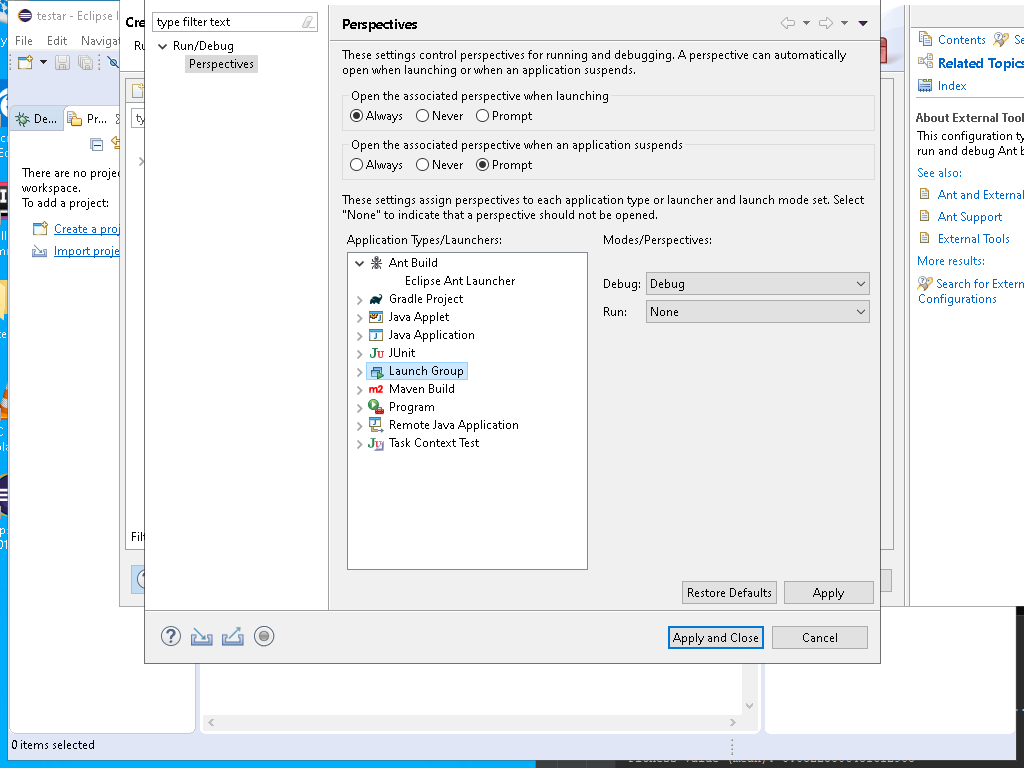 testar - Eclipse I
File Edit Naviga
De...
Pr...
There are no proje
workspace.
To add a project:
Create a proj
Import proje
0 items selected
Cre
Ru
ty
Filt
type filter text
Run/Debug
Perspectives
Perspectives
These settings control perspectives for running and debugging. A perspective can automatically
open when launching or when an application suspends.
Open the associated perspective when launching
Always Never Prompt
Open the associated perspective when an application suspends
Always Never Prompt
These settings assign perspectives to each application type or launcher and launch mode set. Select
"None" to indicate that a perspective should not be opened.
Application Types/Launchers:
Modes/Perspectives:
Ant Build
Eclipse Ant Launcher
Gradle Project
Java Applet
Java Application
JUnit
Launch Group
Maven Build
Program
Remote Java Application
Task Context Test
Debug: Debug
Run: None
Restore Defaults
Apply
Apply and Close
Cancel
Contents Se
Related Topics
Index
About External Tool
This configuration ty
run and debug Ant b
See also:
Ant and External
Ant Support
External Tools
More results:
Search for Extern
Configurations